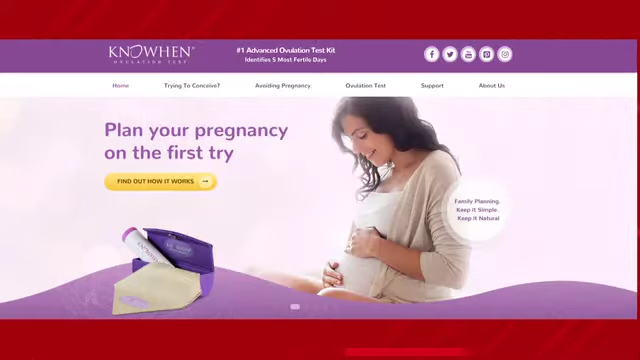 KNOWHEN®
OVULATION TEST
#1 Advanced Ovulation Test Kit
Identifies 5 Most Fertile Days
Home
Trying To Conceive?
Avoiding Pregnancy
Ovulation Test
Support
About Us
Plan your pregnancy
on the first try
FIND OUT HOW IT WORKS
Family Planning.
Keep it Simple.
Keep it Natural
KNOWHEN